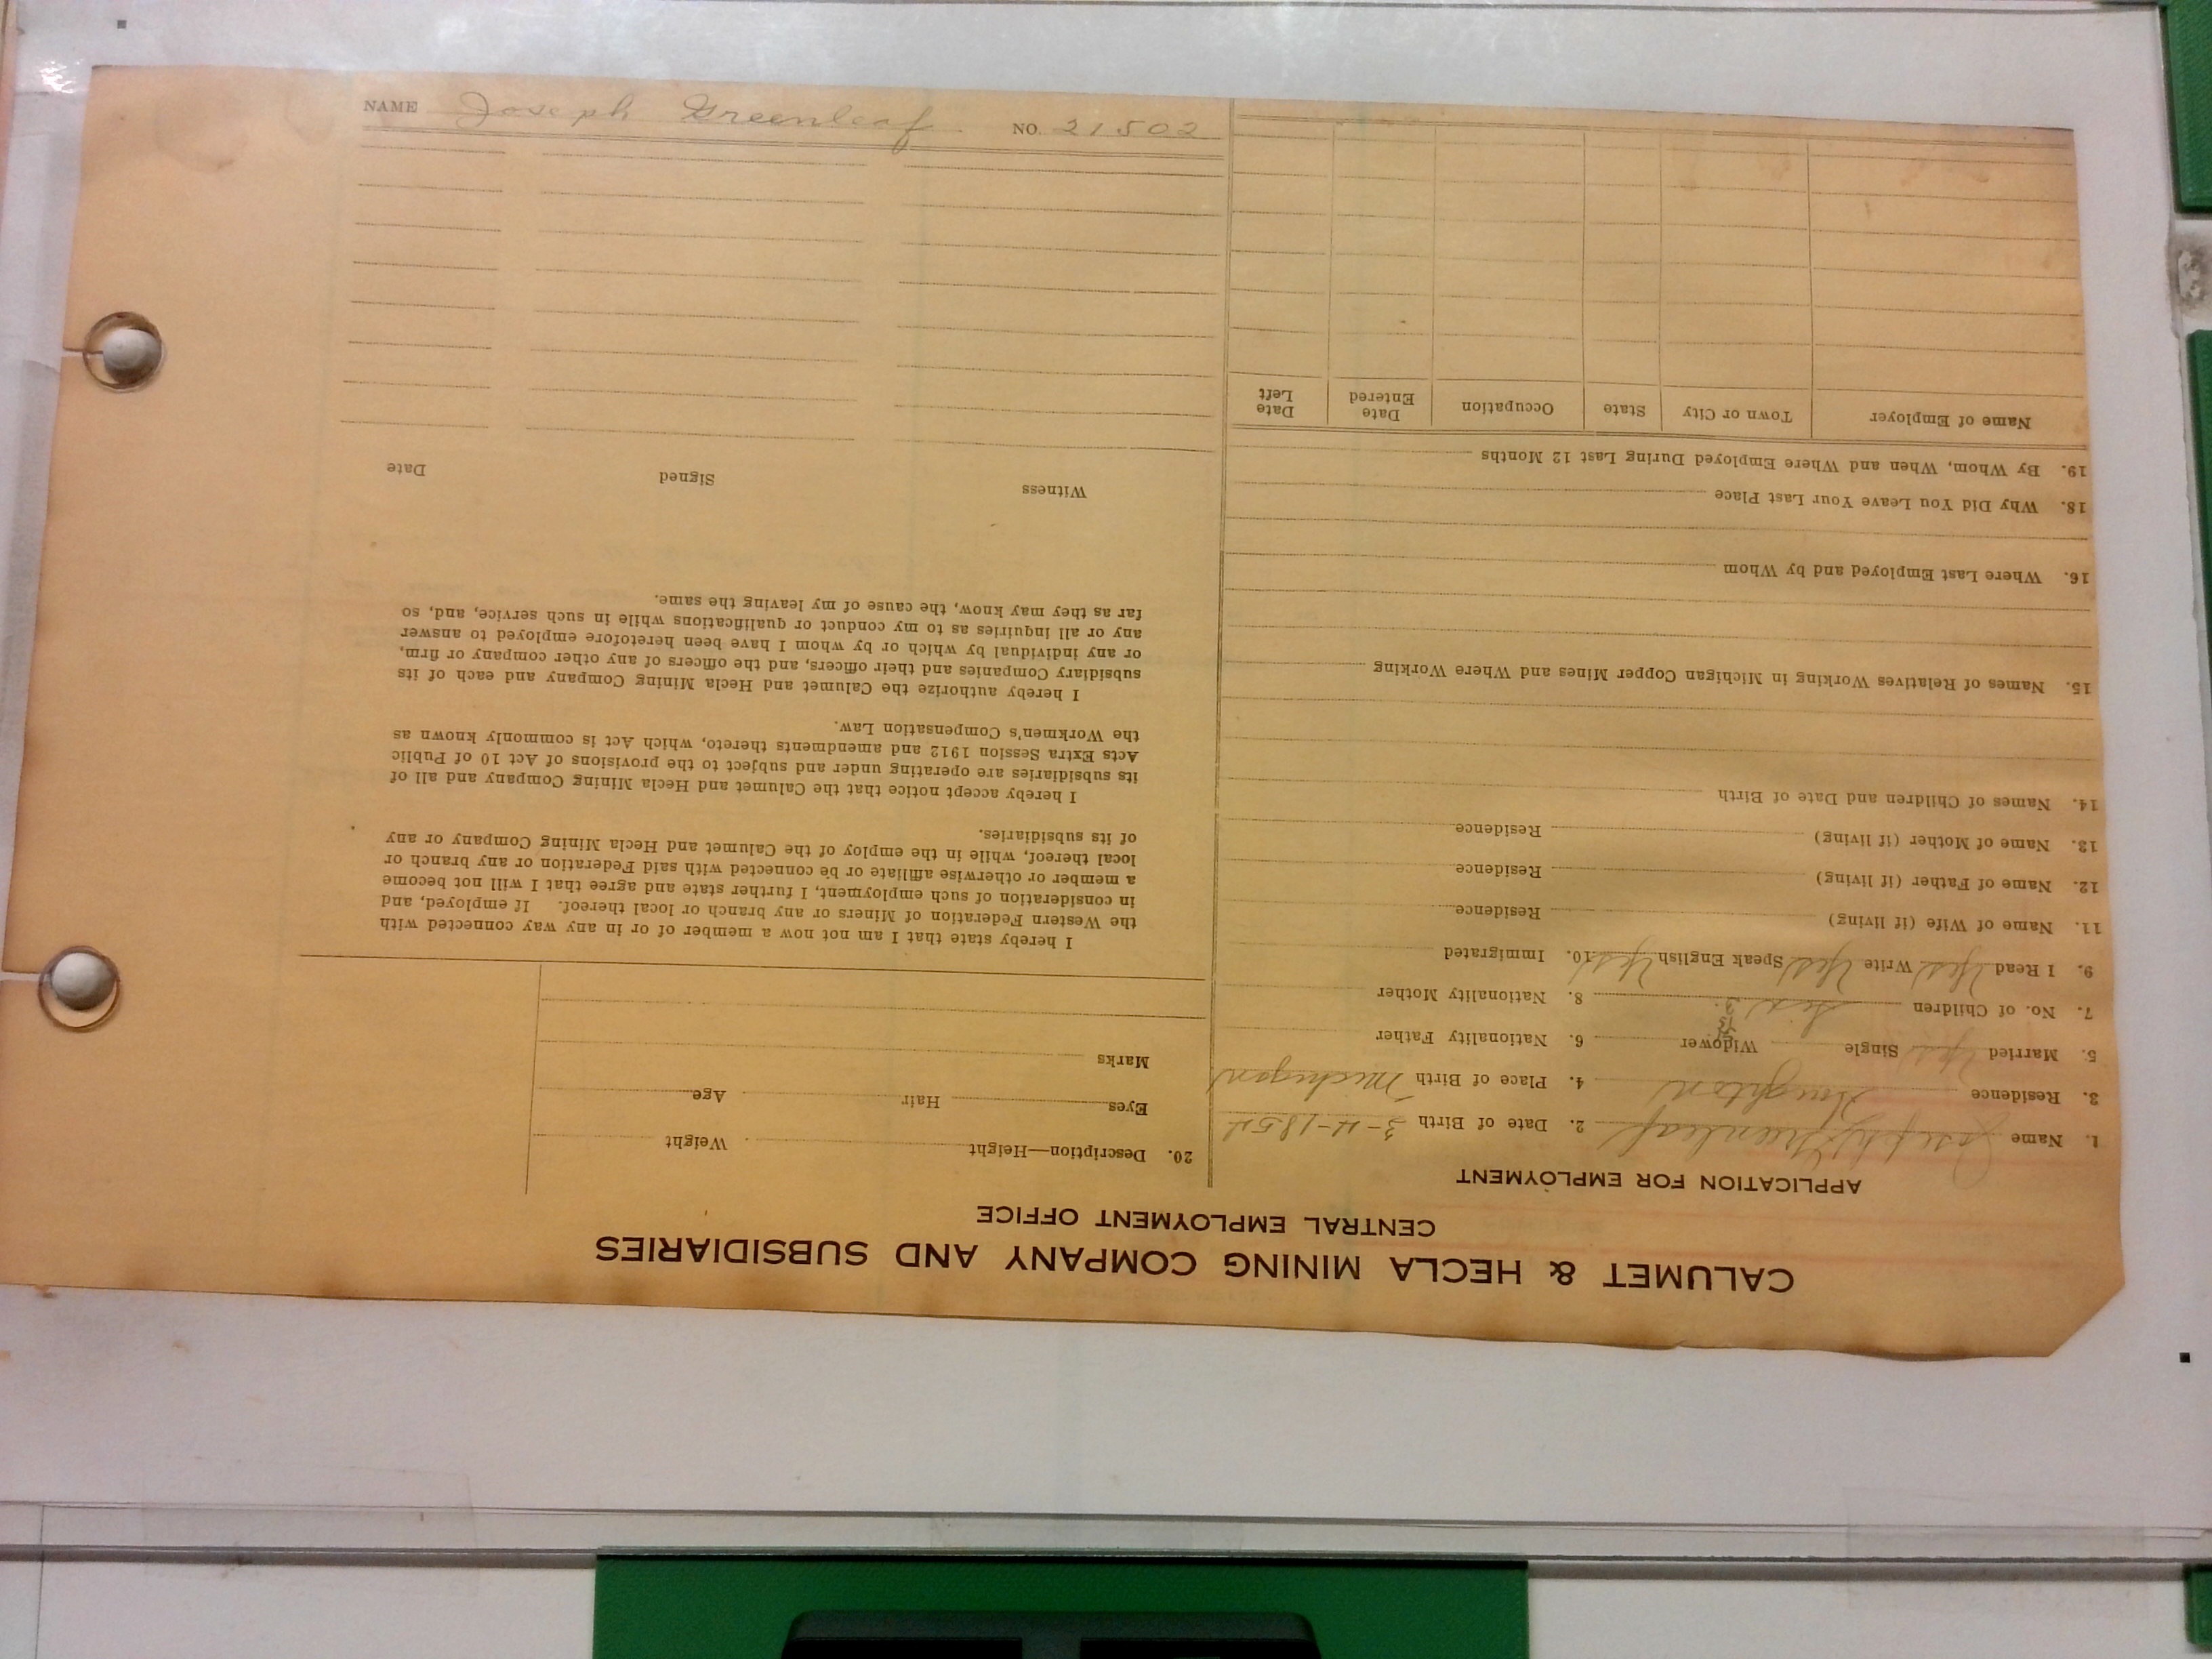 CALUMET & HECLA MINING COMPANY AND SUBSIDIARIES
CENTRAL EMPLOYMENT OFFICE
APPLICATION FOR EMPLOYMENT
1. Name Joseph Greenleaf 2. Date of Birth 3-4-1854
3. Residence Houghton 4. Place of Birth Michigan
5. Married Yes Single Widower 6. Nationality Father
7. No. of Children Six 8. Nationality Mother
9. I Read Yes Write Yes Speak English Yes 10. Immigrated
11. Name of Wife (if living) Residence
12. Name of Father (if living) Residence
13. Name of Mother (if living) Residence
14. Names of Children and Date of Birth
15. Names of Relatives Working in Michigan Copper Mines and Where Working
16. Where Last Employed and by Whom
18. Why Did You Leave Your Last Place
19. By Whom, When and Where Employed During Last 12 Months
Name of Employer Town or City State Occupation Date Entered Date Left
20. Description—Height Weight
Eyes Hair Age
Marks
I hereby state that I am not now a member of or in any way connected with
the Western Federation of Miners or any branch or local thereof. If employed, and
in consideration of such employment, I further state and agree that I will not become
a member or otherwise affiliate or be connected with said Federation or any branch or
local thereof, while in the employ of the Calumet and Hecla Mining Company or any
of its subsidiaries.
I hereby accept notice that the Calumet and Hecla Mining Company and all of
its subsidiaries are operating under and subject to the provisions of Act 10 of Public
Acts Extra Session 1912 and amendments thereto, which Act is commonly known as
the Workmen's Compensation Law.
I hereby authorize the Calumet and Hecla Mining Company and each of its
subsidiary Companies and their officers, and the officers of any other company or firm,
or any individual by which or by whom I have been heretofore employed to answer
any or all inquiries as to my conduct or qualifications while in such service, and, so
far as they may know, the cause of my leaving the same.
Witness Signed Date
NAME Joseph Greenleaf NO. 21502